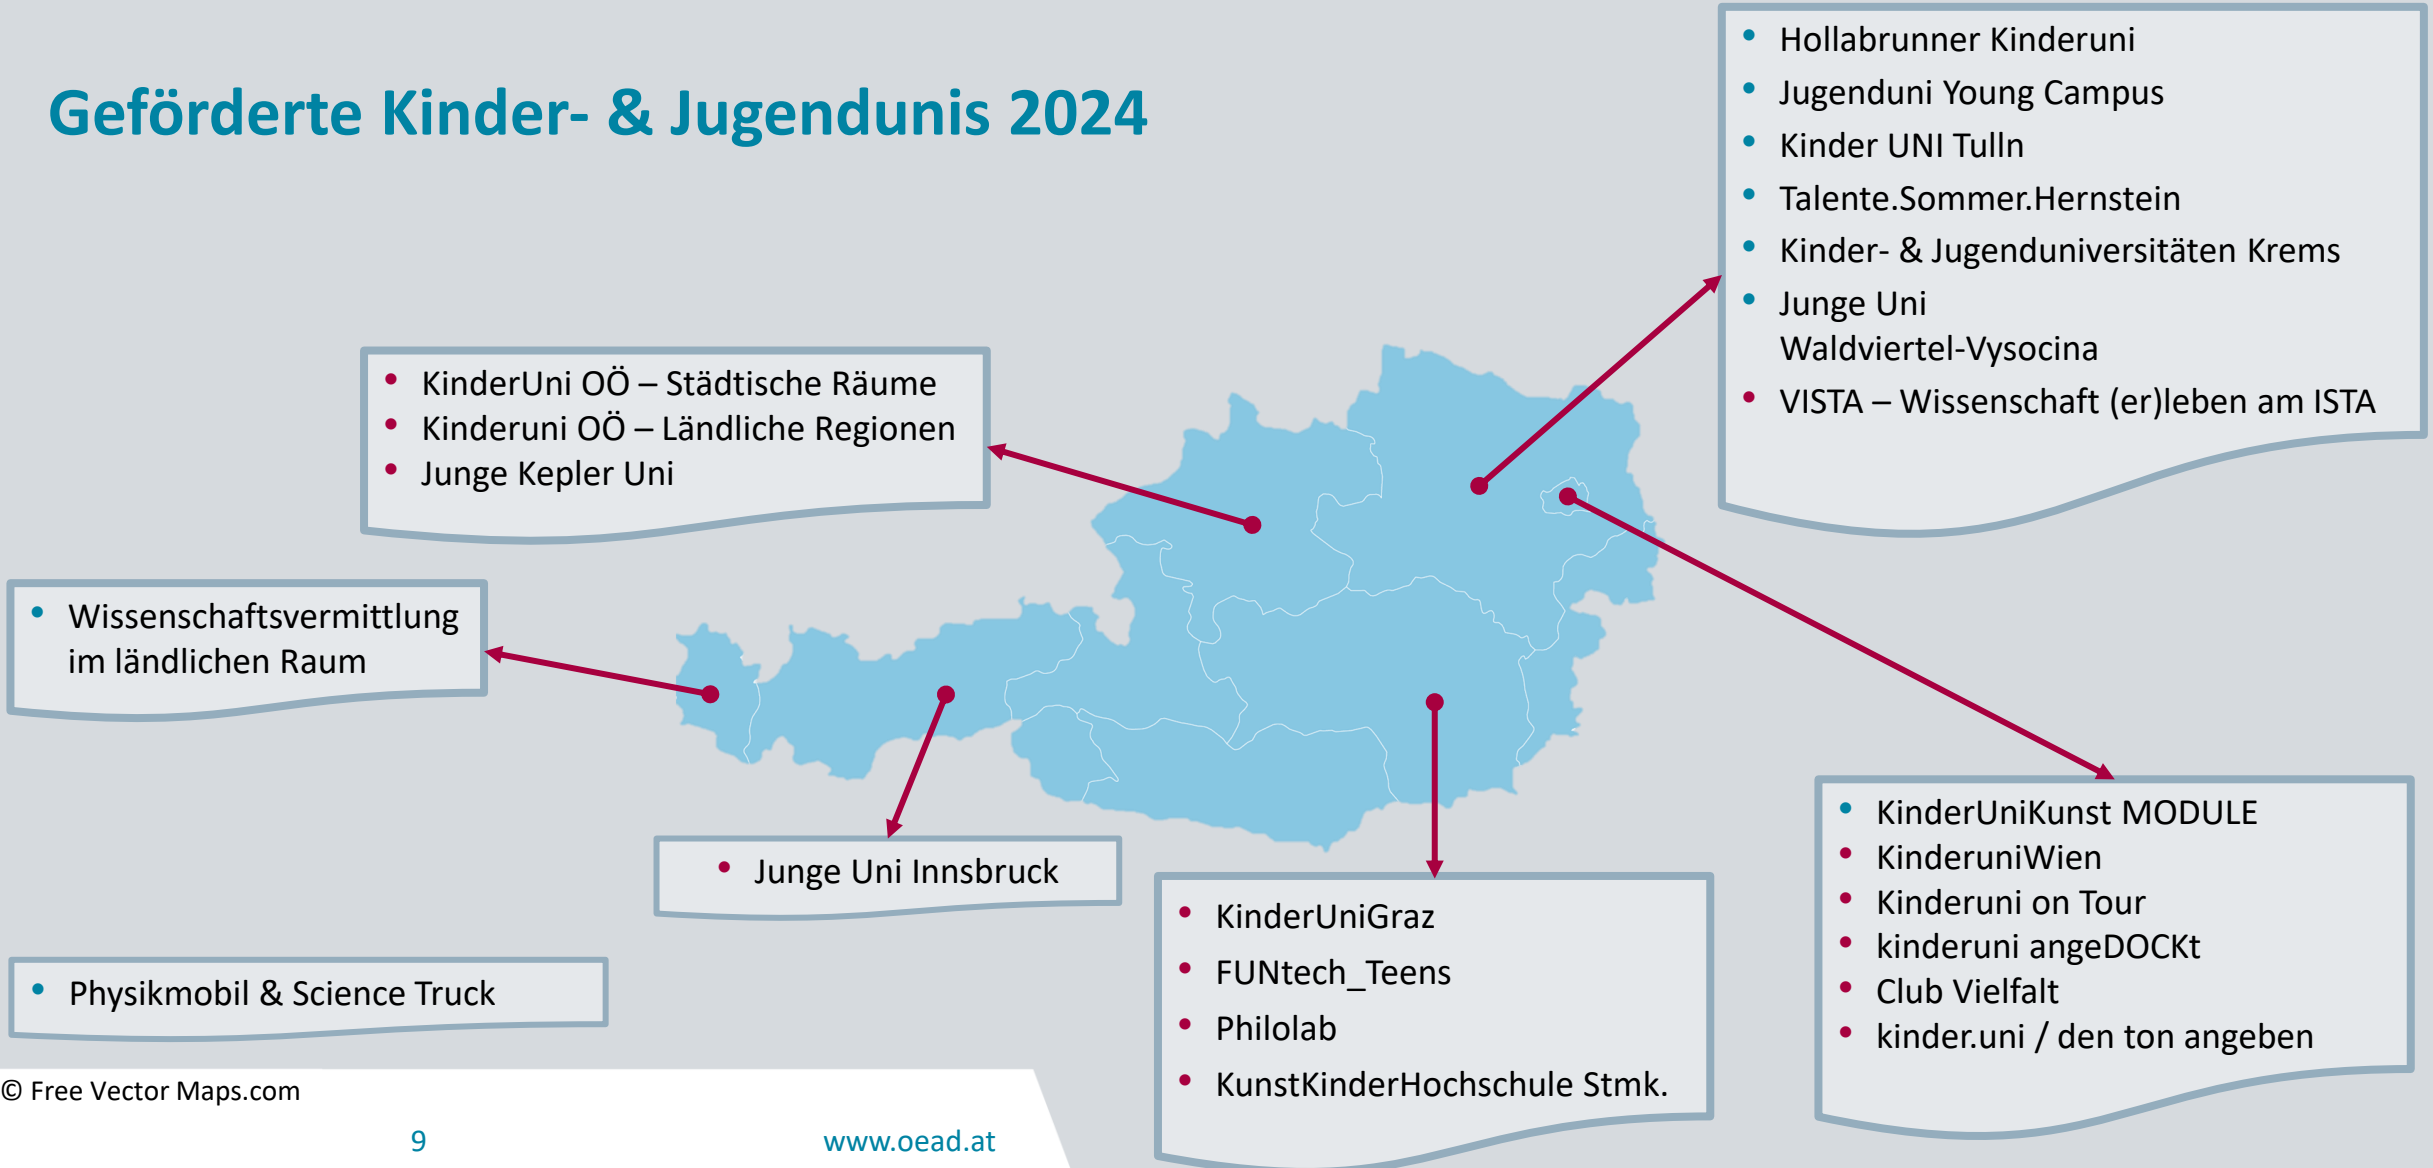 Geförderte Kinder- & Jugendunis 2024
• Hollabrunner Kinderuni
• Jugenduni Young Campus
• Kinder UNI Tulln
• Talente.Sommer.Hernstein
• Kinder- & Jugenduniversitäten Krems
• Junge Uni
Waldviertel-Vysocina
• VISTA – Wissenschaft (er)leben am ISTA
• KinderUni OÖ – Städtische Räume
• Kinderuni OÖ – Ländliche Regionen
• Junge Kepler Uni
• Wissenschaftsvermittlung
im ländlichen Raum
• Junge Uni Innsbruck
• KinderUniGraz
• FUNtech_Teens
• Philolab
• KunstKinderHochschule Stmk.
• KinderUniKunst MODULE
• KinderuniWien
• Kinderuni on Tour
• kinderuni angeDOCKt
• Club Vielfalt
• kinder.uni / den ton angeben
• Physikmobil & Science Truck
© Free Vector Maps.com
9
www.oead.at